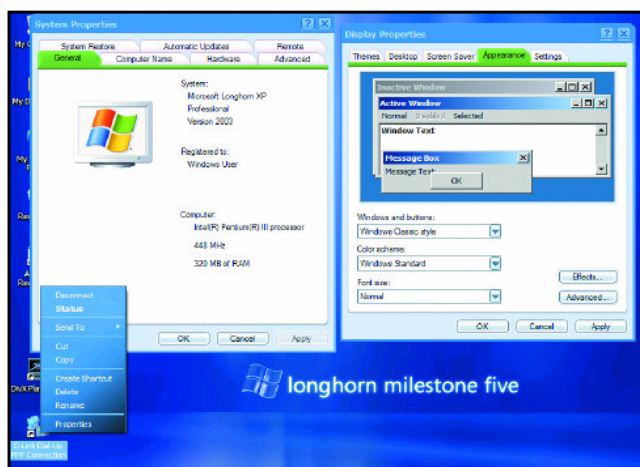 System Properties
System Restore
Automatic Updates
Remote
General
Computer Name
Hardware
Advanced
System:
Microsoft Longhorn XP
Professional
Version 2003
Registered to:
Windows User
Computer:
Intel(R) Pentium(R) III processor
448 MHz
320 MB of RAM
OK
Cancel
Apply
Display Properties
Themes
Desktop
Screen Saver
Appearance
Settings
Inactive Window
Active Window
Normal
Disabled
Selected
Window Text
Message Box
Message Text
OK
Windows and buttons:
Windows Classic style
Color scheme:
Windows Standard
Font size:
Normal
Effects...
Advanced...
OK
Cancel
Apply
Disconnect
Status
Send To
Cut
Copy
Create Shortcut
Delete
Rename
Properties
longhorn milestone five
My
My
Connection